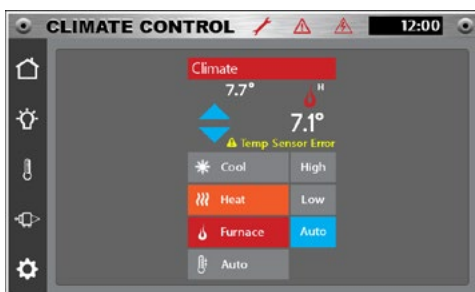 CLIMATE CONTROL 12:00
Climate
7.7°
H
7.1°
Temp Sensor Error
Cool High
Heat Low
Furnace Auto
Auto